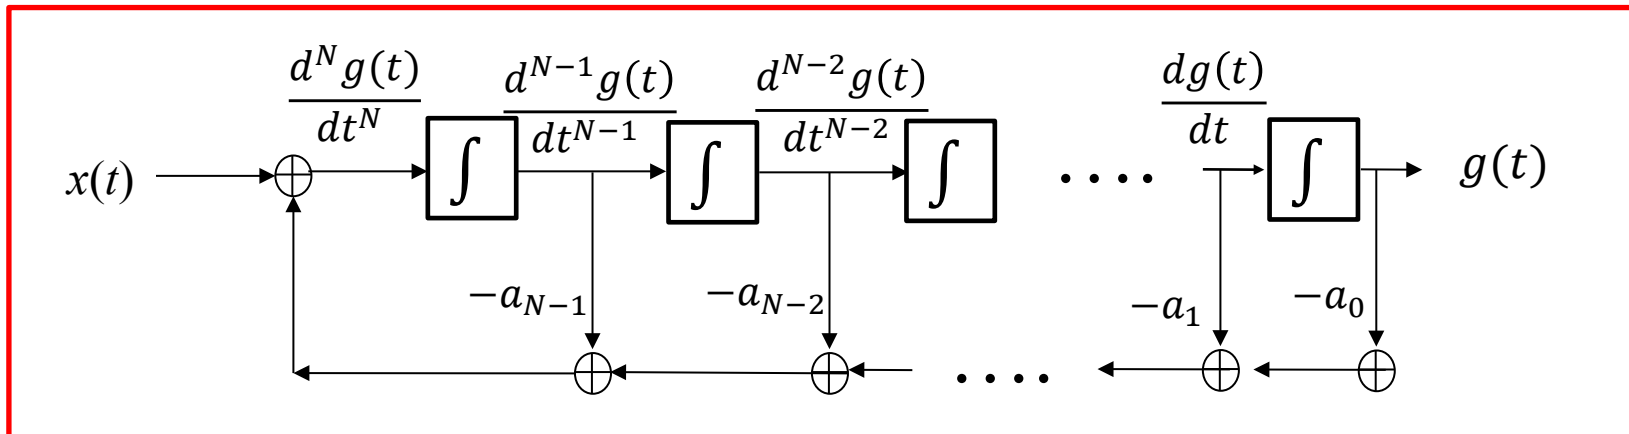 d^N g(t) / dt^N
d^{N−1} g(t) / dt^{N−1}
d^{N−2} g(t) / dt^{N−2}
dg(t) / dt
x(t)
∫
∫
∫
. . . .
∫
g(t)
−a_{N−1}
−a_{N−2}
−a_1
−a_0
. . . .